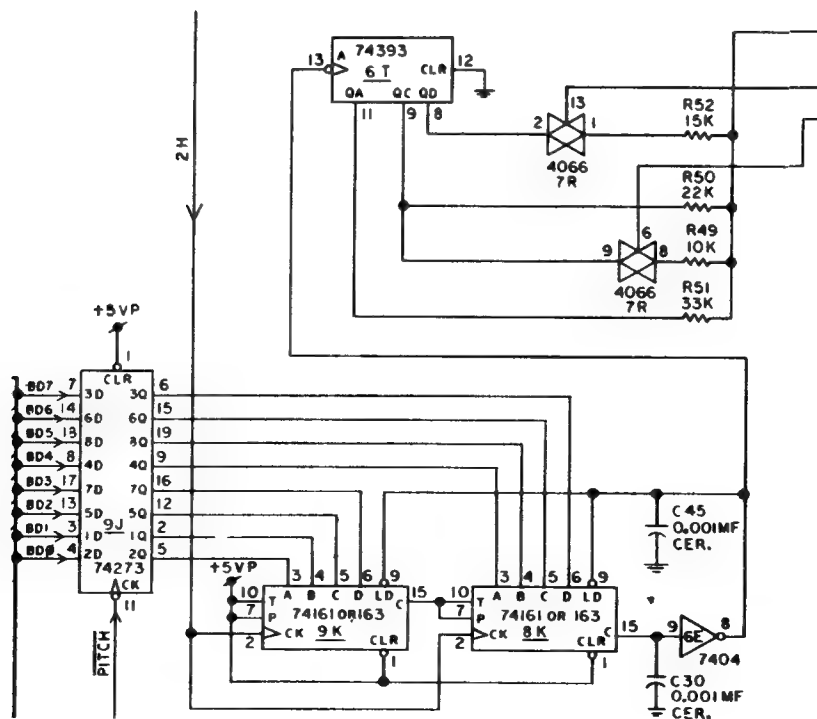 74393
6T
13 A
CLR 12
QA QC QD
11 9 8
2H
13
2 1
4066
7R
R52
15K
R50
22K
6
9 8
4066
7R
R49
10K
R51
33K
+5VP
1
CLR
BD7 7 3D 3Q 6
BD6 14 6D 6Q 15
BD5 18 8D 8Q 19
BD4 8 4D 4Q 9
BD3 17 7D 7Q 16
BD2 13 5D 5Q 12
BD1 3 1D 1Q 2
BD0 4 2D 2Q 5
9J
74273
CK
11
PITCH
+5VP
3 4 5 6 9
A B C D LD
10 T
7 P
2 CK
74161 OR 163
9K
C 15
CLR
1
3 4 5 6 9
A B C D LD
10 T
7 P
2 CK
74161 OR 163
8K
C 15
CLR
1
C45
0.001MF
CER.
9 6E 8
7404
C30
0.001MF
CER.